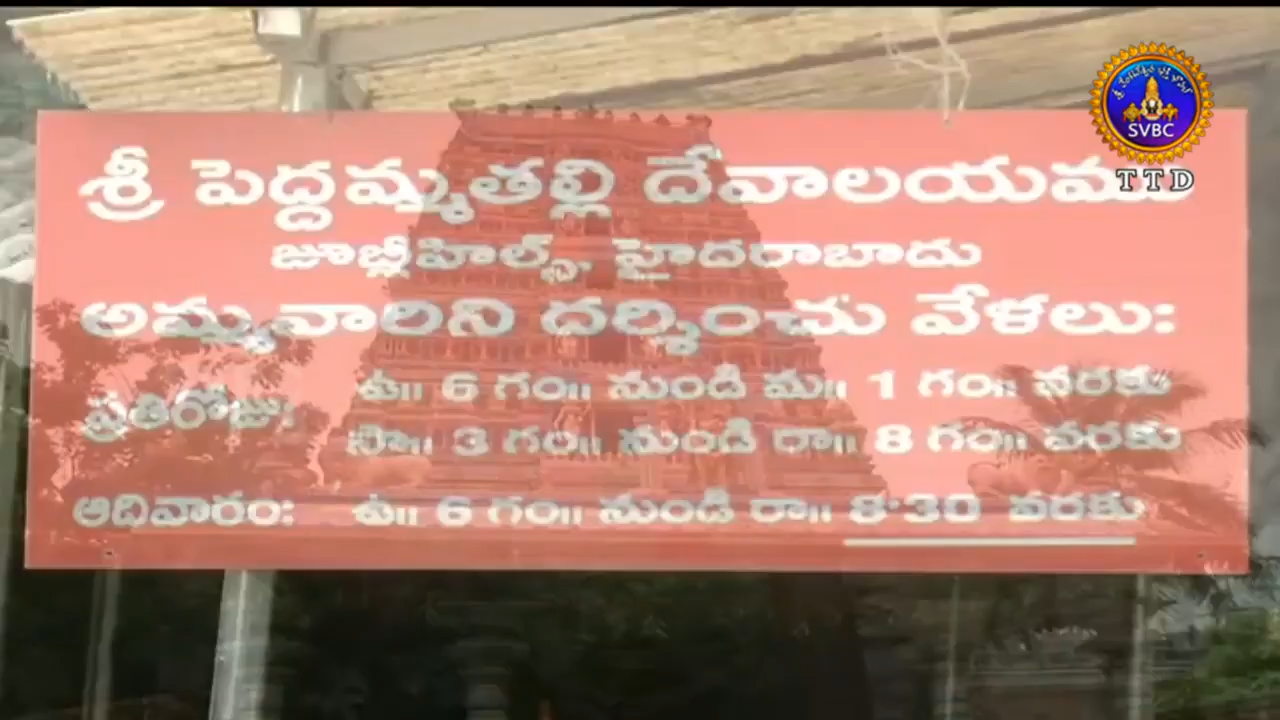 శ్రీ పెద్దమ్మతల్లి దేవాలయము
జూబ్లీహిల్స్, హైదరాబాదు
అమ్మవారిని దర్శించు వేళలు:
ప్రతిరోజు: ఉ॥ 6 గం॥ నుండి మ॥ 1 గం॥ వరకు
సా॥ 3 గం॥ నుండి రా॥ 8 గం॥ వరకు
ఆదివారం: ఉ॥ 6 గం॥ నుండి రా॥ 8-30 వరకు
SVBC
TTD